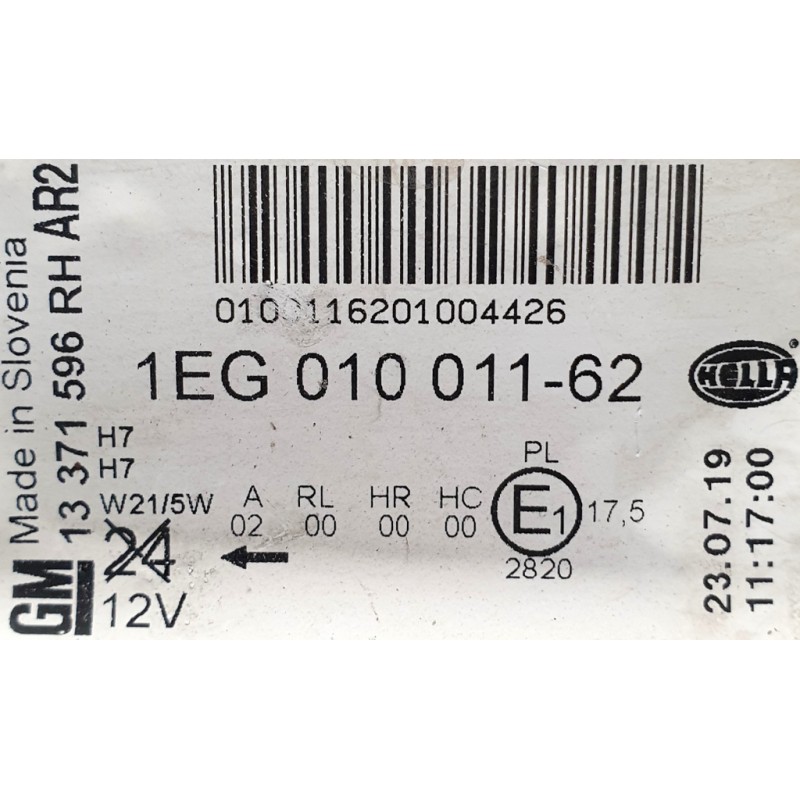 0100116201004426
1EG 010 011-62
HELLA
GM
Made in Slovenia
13 371 596 RH AR2
H7
H7
W21/5W
24
12V
A
02
RL
00
HR
00
HC
00
PL
E1
17,5
2820
23.07.19
11:17:00